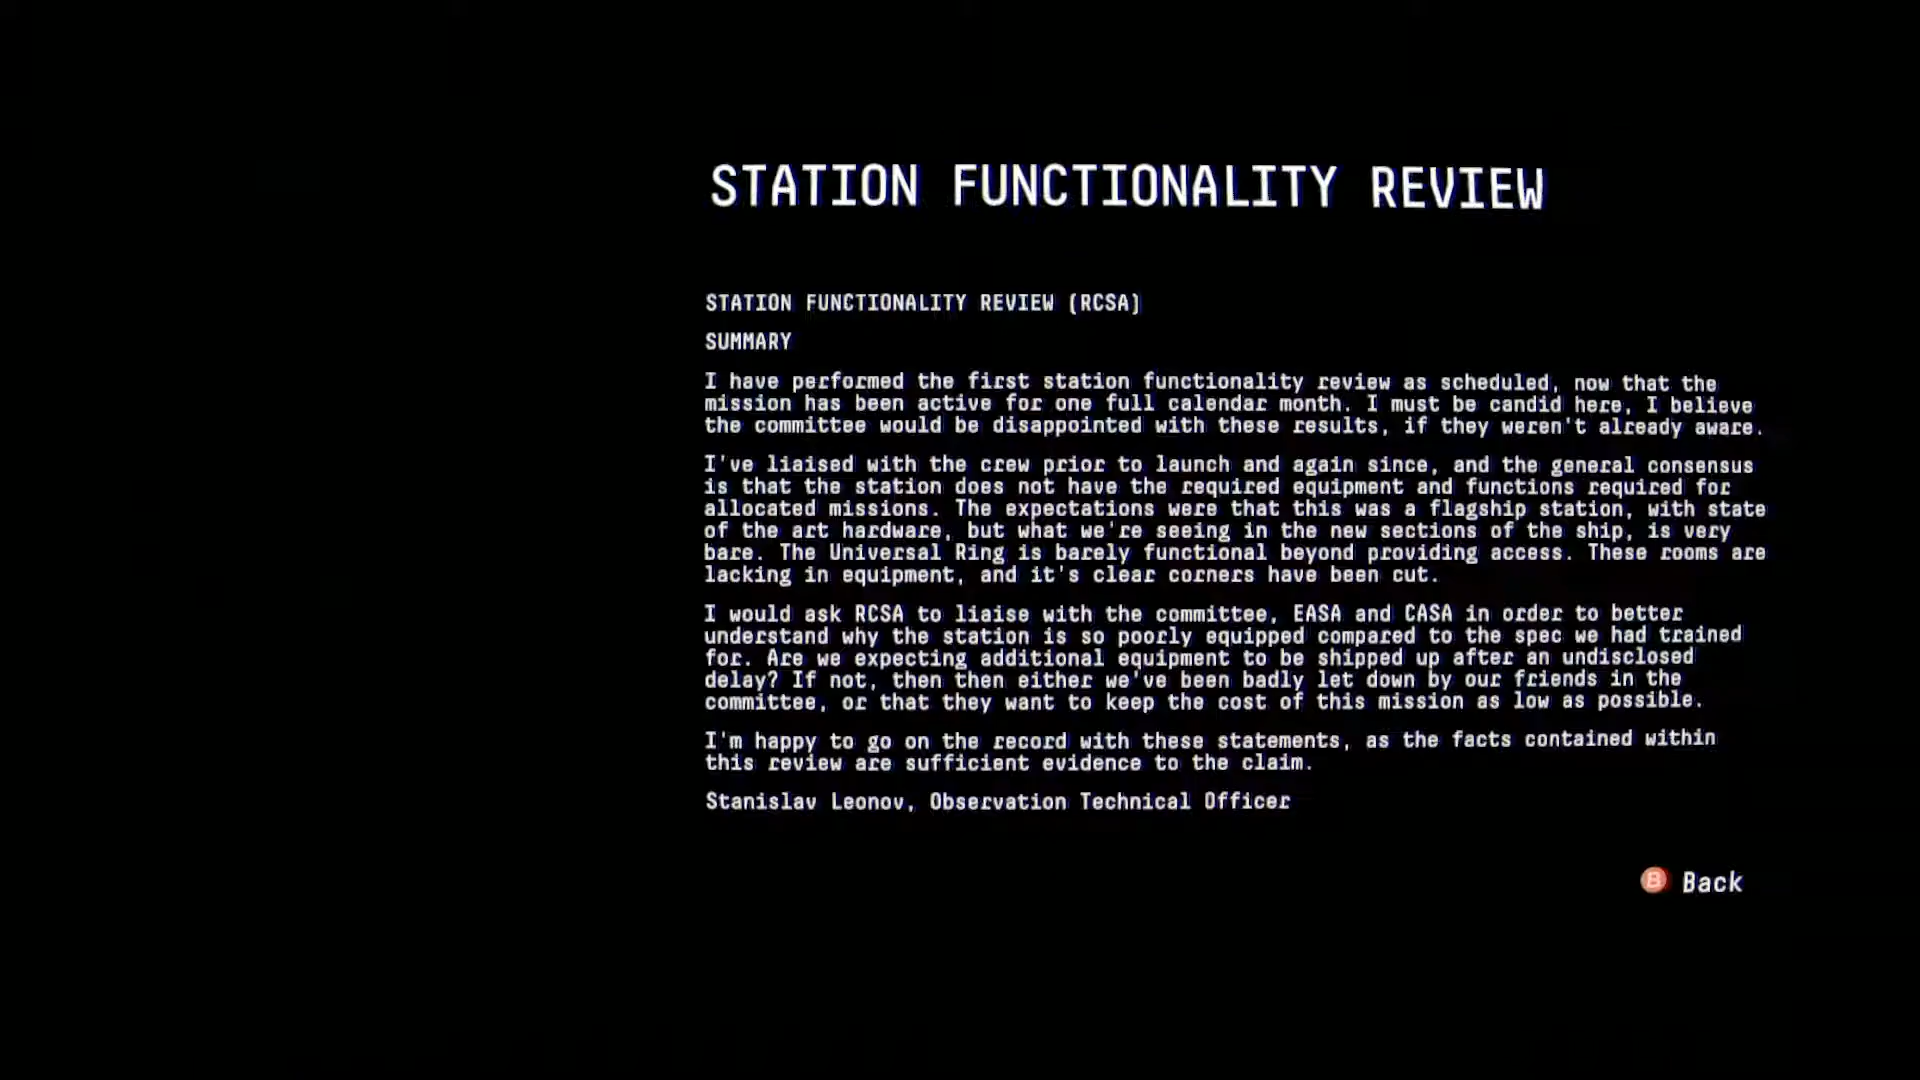 STATION FUNCTIONALITY REVIEW
STATION FUNCTIONALITY REVIEW (RCSA)
SUMMARY
I have performed the first station functionality review as scheduled, now that the
mission has been active for one full calendar month. I must be candid here, I believe
the committee would be disappointed with these results, if they weren't already aware.
I've liaised with the crew prior to launch and again since, and the general consensus
is that the station does not have the required equipment and functions required for
allocated missions. The expectations were that this was a flagship station, with state
of the art hardware, but what we're seeing in the new sections of the ship, is very
bare. The Universal Ring is barely functional beyond providing access. These rooms are
lacking in equipment, and it's clear corners have been cut.
I would ask RCSA to liaise with the committee, EASA and CASA in order to better
understand why the station is so poorly equipped compared to the spec we had trained
for. Are we expecting additional equipment to be shipped up after an undisclosed
delay? If not, then then either we've been badly let down by our friends in the
committee, or that they want to keep the cost of this mission as low as possible.
I'm happy to go on the record with these statements, as the facts contained within
this review are sufficient evidence to the claim.
Stanislav Leonov, Observation Technical Officer
B Back